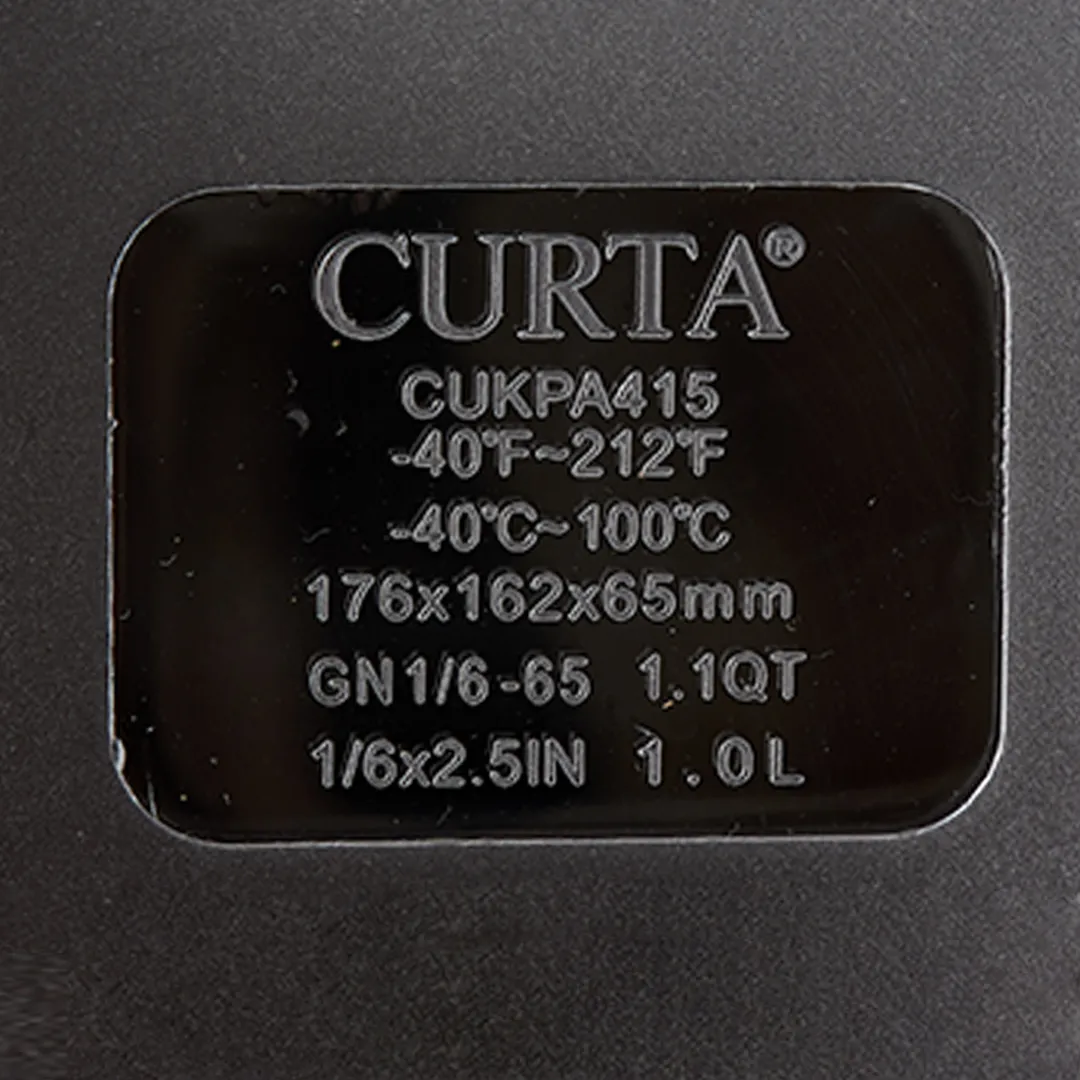 CURTA®
CUKPA415
-40°F~212°F
-40°C~100°C
176x162x65mm
GN1/6-65 1.1QT
1/6x2.5IN 1.0L